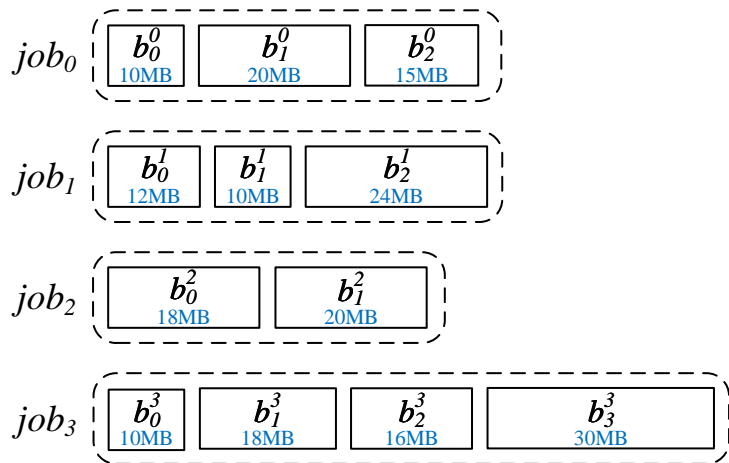 job₀ b₀⁰ b₁⁰ b₂⁰
10MB 20MB 15MB
job₁ b₀¹ b₁¹ b₂¹
12MB 10MB 24MB
job₂ b₀² b₁²
18MB 20MB
job₃ b₀³ b₁³ b₂³ b₃³
10MB 18MB 16MB 30MB